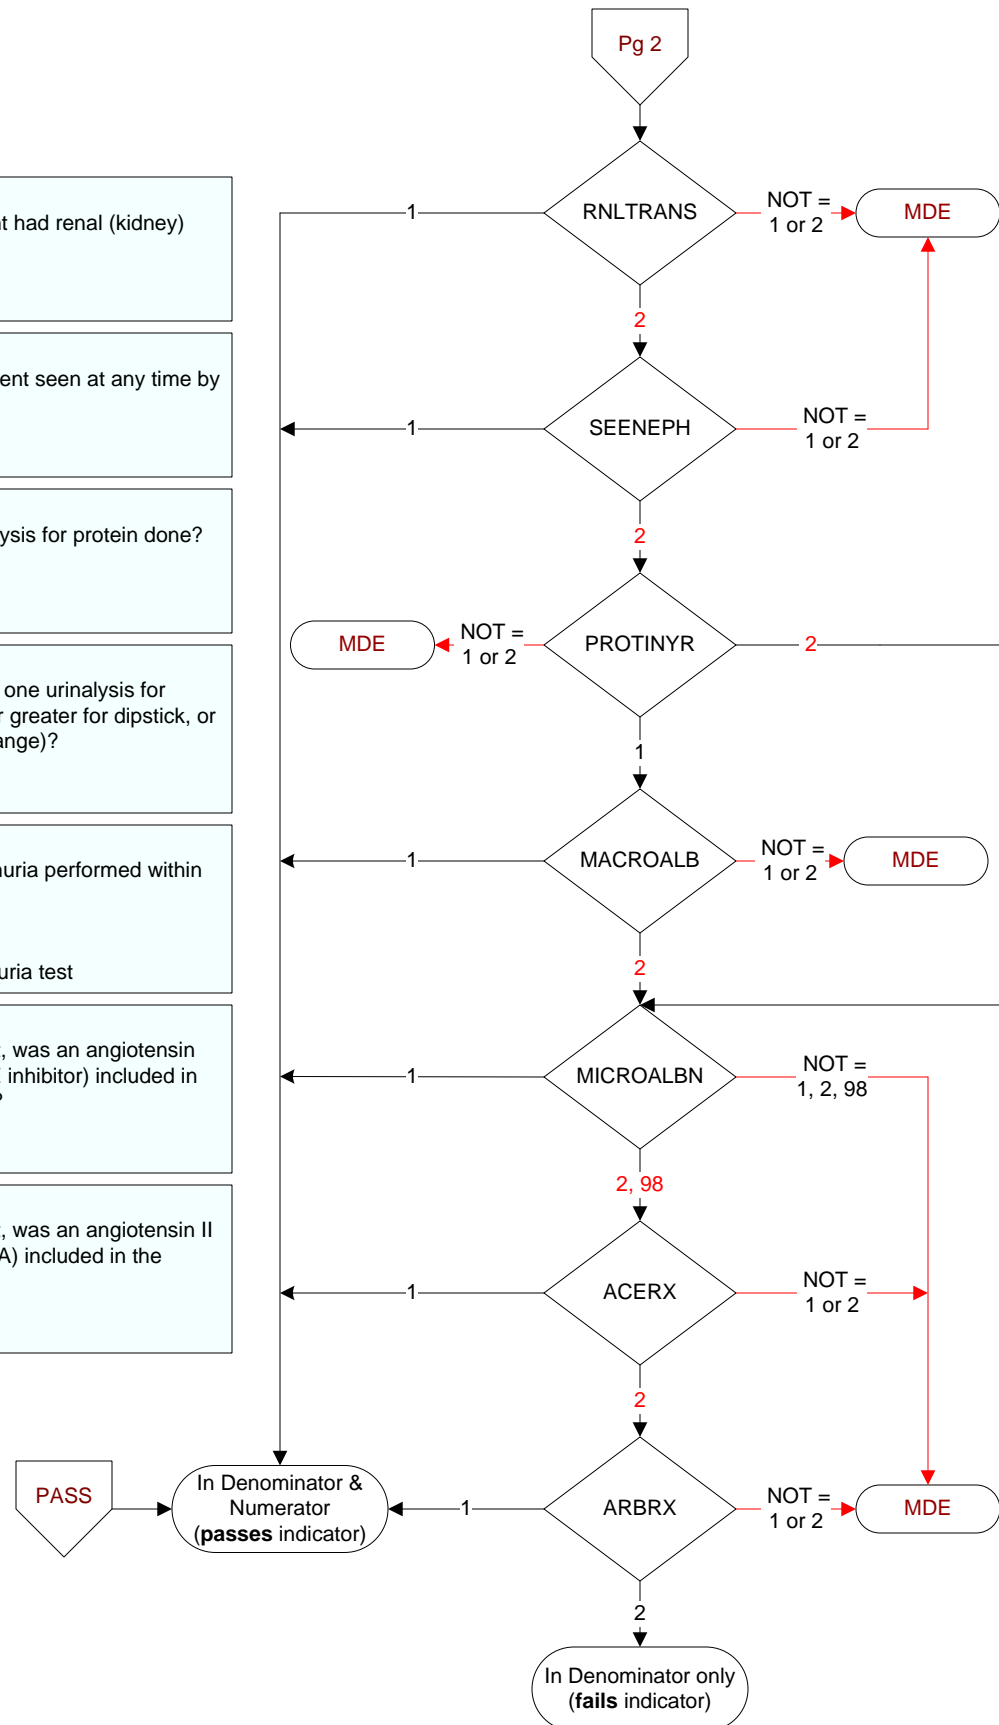 Pg 2
RNLTRANS
1
NOT =
1 or 2
MDE
2
SEENEPH
1
NOT =
1 or 2
2
PROTINYR
NOT =
1 or 2
MDE
2
1
MACROALB
1
NOT =
1 or 2
MDE
2
MICROALBN
1
NOT =
1, 2, 98
2, 98
ACERX
1
NOT =
1 or 2
2
ARBRX
1
NOT =
1 or 2
MDE
PASS
In Denominator &
Numerator
(passes indicator)
2
In Denominator only
(fails indicator)
had renal (kidney)
seen at any time by
for protein done?
one urinalysis for
greater for dipstick, or
performed within
test
was an angiotensin
inhibitor) included in
?
was an angiotensin II
included in the